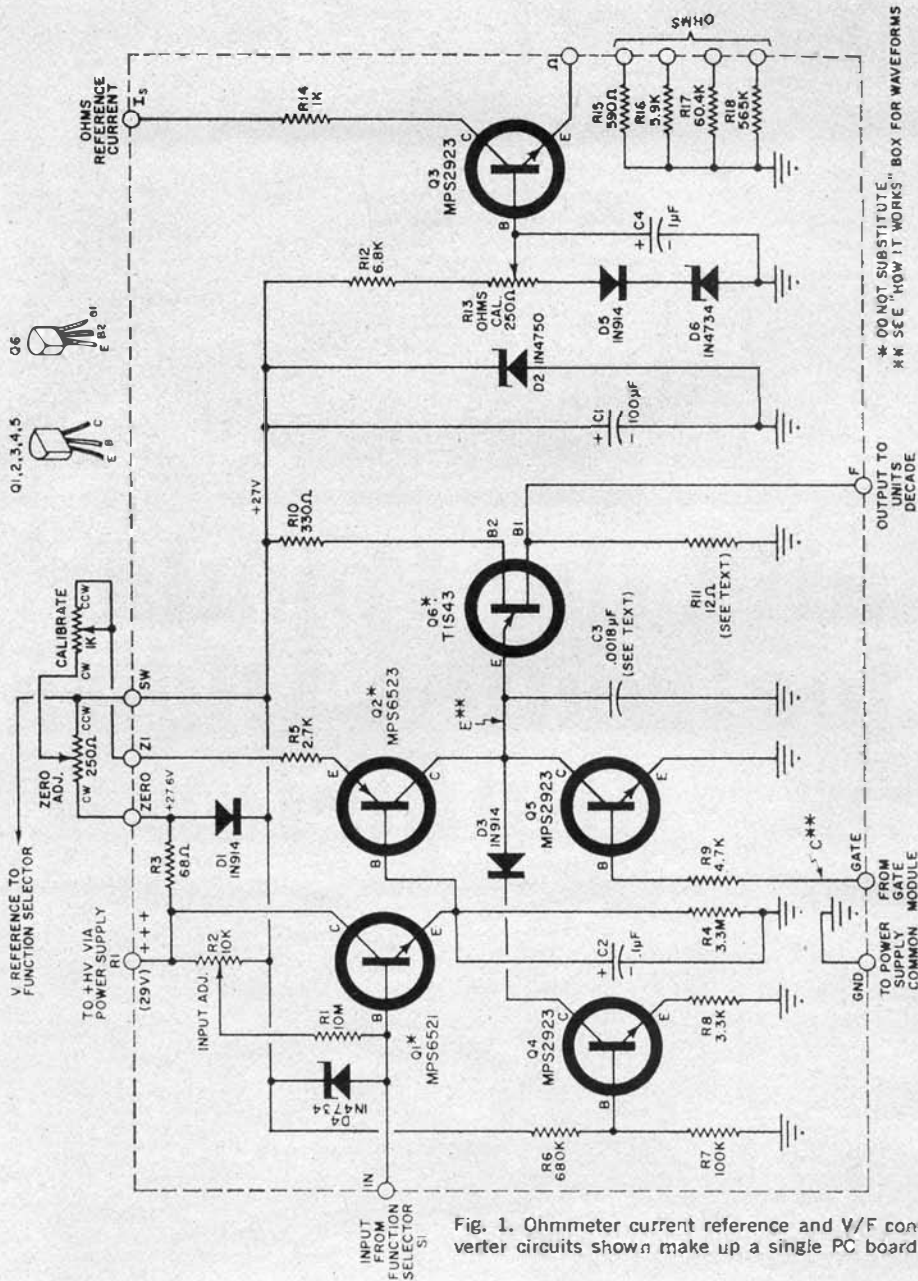 OHMS
REFERENCE
CURRENT
Is
R14
1K
Q3
MPS2923
C
B
E
Ω
R15
590Ω
R16
5.9K
R17
60.4K
R18
565K
OHMS
R12
6.8K
R13
OHMS
CAL.
250Ω
+ C4
- 1µF
D5
IN914
D6
IN4734
D2 IN4750
+ C1
- 100µF
* DO NOT SUBSTITUTE
** SEE "HOW IT WORKS" BOX FOR WAVEFORMS
Q6
E B2 B1
Q1,2,3,4,5
E B C
+27V
R10
330Ω
B2
B1
Q6*
TIS43
E
R11
12Ω
(SEE TEXT)
C3
.0018µF
(SEE TEXT)
F
OUTPUT TO
UNITS
DECADE
CALIBRATE
1K
CW
CCW
ZERO
ADJ.
250Ω
CW
CCW
V REFERENCE TO
FUNCTION SELECTOR
SW
Z1
ZERO
+27.6V
R5
2.7K
Q2*
MPS6523
E
B
C
E**
R3
68Ω
D1
IN914
D3
IN914
Q5
MPS2923
C
B
E
R9
4.7K
C**
GATE
FROM
GATE
MODULE
TO +HV VIA
POWER SUPPLY
R1
+++
(29V)
R2
10K
INPUT ADJ.
R1
10M
Q1*
MPS6521
C
B
E
D4
IN4734
+ C2
- .1µF
R4
3.3M
Q4
MPS2923
C
B
E
R8
3.3K
R6
680K
R7
100K
GND
TO POWER
SUPPLY
COMMON
IN
INPUT
FROM
FUNCTION
SELECTOR
S1
Fig. 1. Ohmmeter current reference and V/F con-
verter circuits shown make up a single PC board.